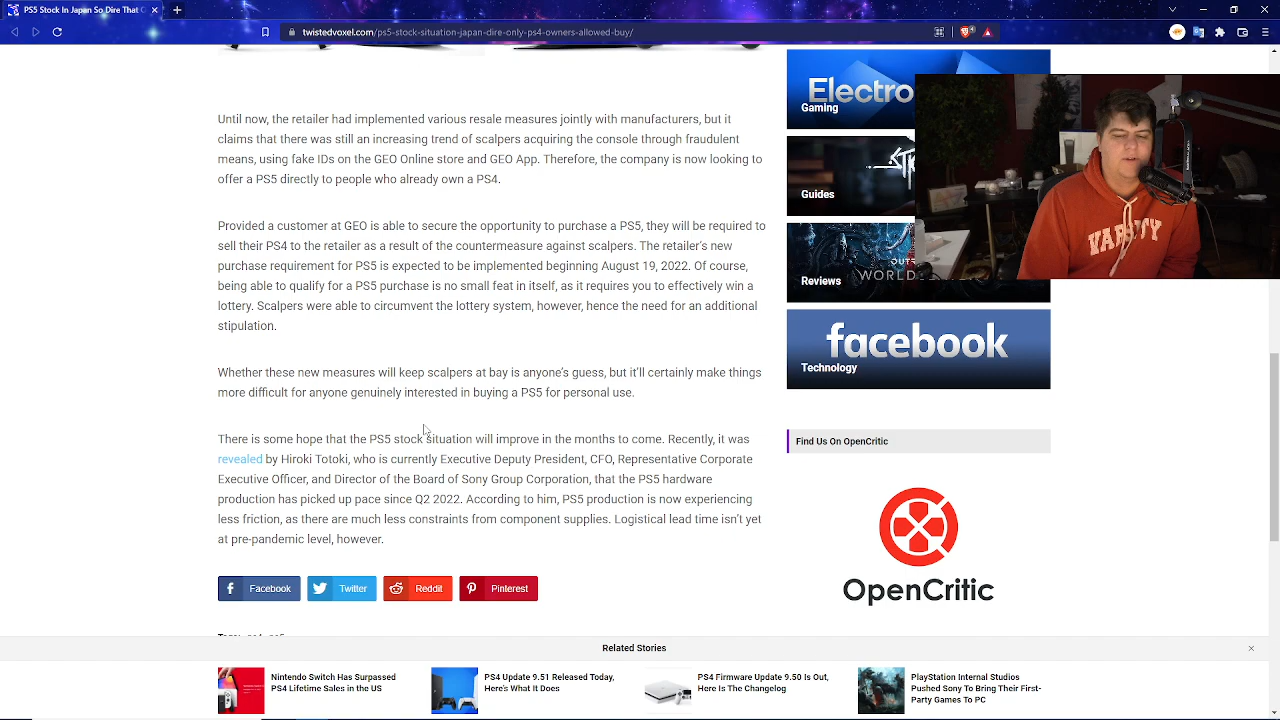 PS5 Stock In Japan So Dire That
twistedvoxel.com/ps5-stock-situation-japan-dire-only-ps4-owners-allowed-buy/
Until now, the retailer had implemented various resale measures jointly with manufacturers, but it
claims that there was still an increasing trend of scalpers acquiring the console through fraudulent
means, using fake IDs on the GEO Online store and GEO App. Therefore, the company is now looking to
offer a PS5 directly to people who already own a PS4.
Provided a customer at GEO is able to secure the opportunity to purchase a PS5, they will be required to
sell their PS4 to the retailer as a result of the countermeasure against scalpers. The retailer's new
purchase requirement for PS5 is expected to be implemented beginning August 19, 2022. Of course,
being able to qualify for a PS5 purchase is no small feat in itself, as it requires you to effectively win a
lottery. Scalpers were able to circumvent the lottery system, however, hence the need for an additional
stipulation.
Whether these new measures will keep scalpers at bay is anyone's guess, but it'll certainly make things
more difficult for anyone genuinely interested in buying a PS5 for personal use.
There is some hope that the PS5 stock situation will improve in the months to come. Recently, it was
revealed by Hiroki Totoki, who is currently Executive Deputy President, CFO, Representative Corporate
Executive Officer, and Director of the Board of Sony Group Corporation, that the PS5 hardware
production has picked up pace since Q2 2022. According to him, PS5 production is now experiencing
less friction, as there are much less constraints from component supplies. Logistical lead time isn't yet
at pre-pandemic level, however.
Facebook Twitter Reddit Pinterest
Electro
Gaming
Guides
OUT
WORLD
Reviews
facebook
Technology
VARSITY
Find Us On OpenCritic
OpenCritic
Related Stories
Nintendo Switch Has Surpassed
PS4 Lifetime Sales in the US
PS4 Update 9.51 Released Today,
Here's What It Does
PS4 Firmware Update 9.50 Is Out,
Here Is The Changelog
PlayStation Internal Studios
Pushed Sony To Bring Their First-
Party Games To PC